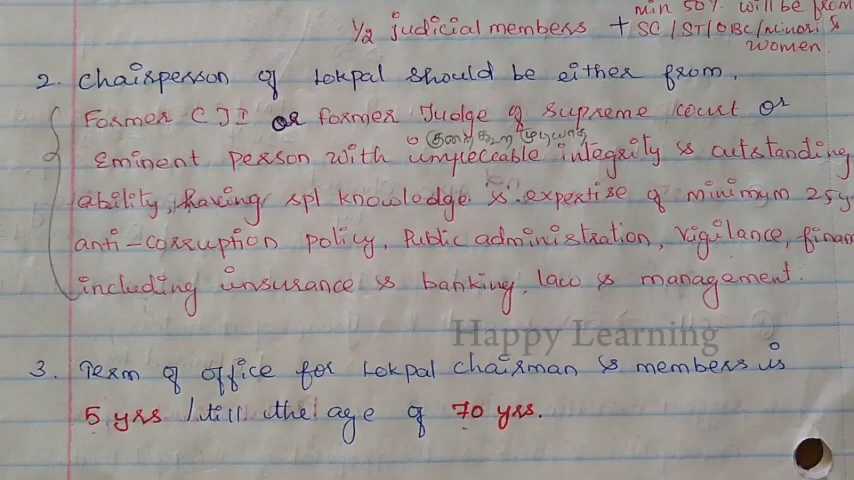 min 50% will be from
1/2 judicial members + SC/ST/OBC/minori &
women
2. Chairperson of Lokpal should be either from,
Former CJI or former Judge of Supreme court or
(குறைகூற முடியாத)
Eminent person with impeccable integrity & outstanding
ability, having spl knowledge & expertise of minimum 25y
anti-corruption policy, Public administration, vigilance, finan
including insurance & banking, law & management.
Happy Learning
3. Term of office for Lokpal chairman & members is
5 yrs / till the age of 70 yrs.